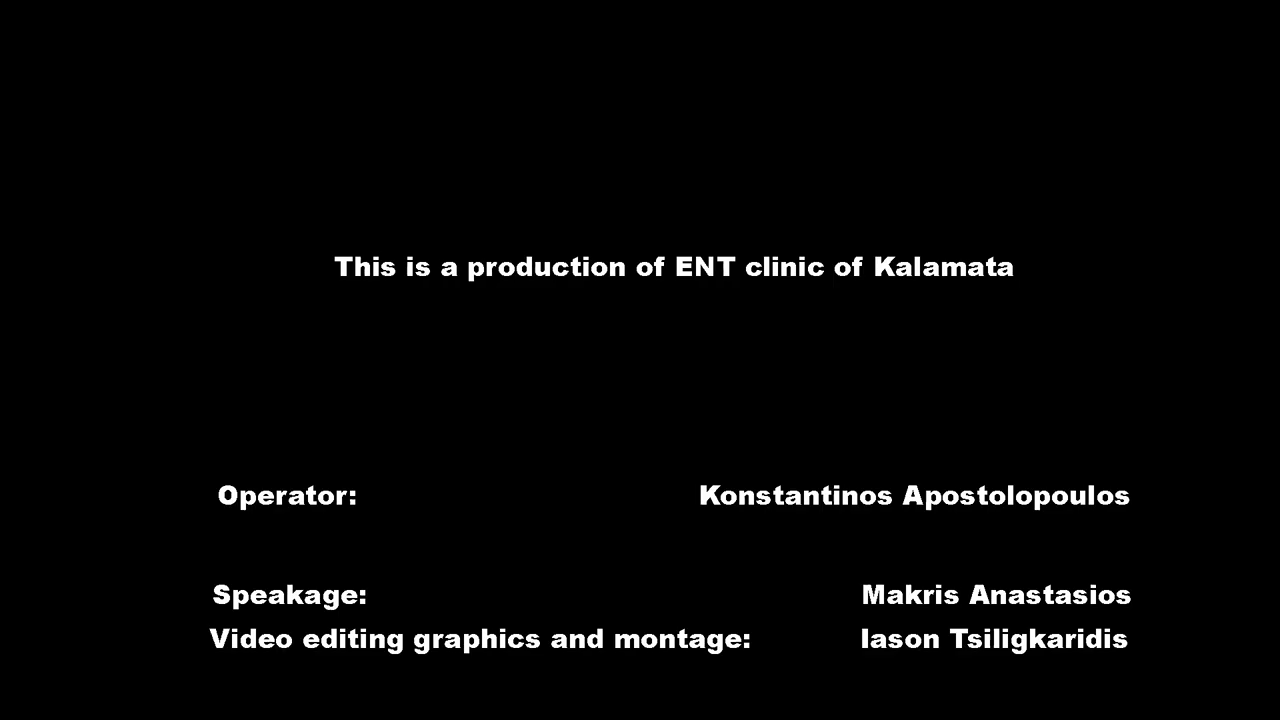 This is a production of ENT clinic of Kalamata
Operator: Konstantinos Apostolopoulos
Speakage: Makris Anastasios
Video editing graphics and montage: Iason Tsiligkaridis